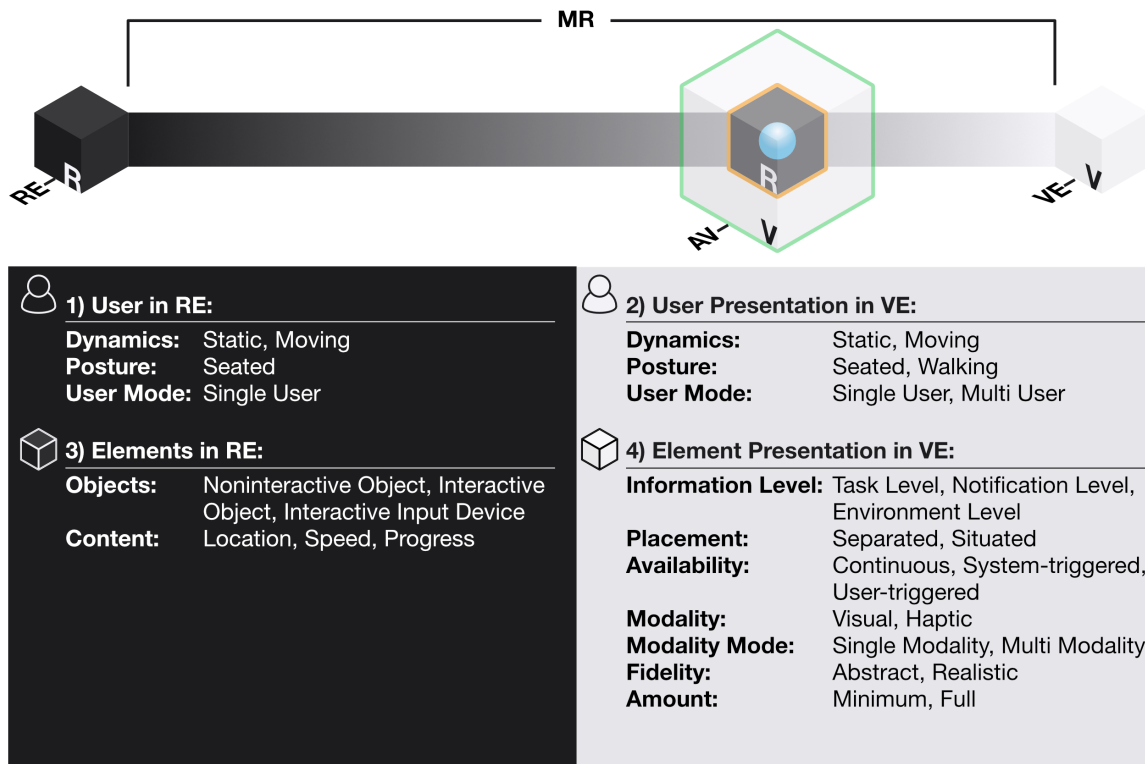 MR
RE
R
AV
R
V
VE
V
1) User in RE:
Dynamics: Static, Moving
Posture: Seated
User Mode: Single User
3) Elements in RE:
Objects: Noninteractive Object, Interactive
Object, Interactive Input Device
Content: Location, Speed, Progress
2) User Presentation in VE:
Dynamics: Static, Moving
Posture: Seated, Walking
User Mode: Single User, Multi User
4) Element Presentation in VE:
Information Level: Task Level, Notification Level,
Environment Level
Placement: Separated, Situated
Availability: Continuous, System-triggered,
User-triggered
Modality: Visual, Haptic
Modality Mode: Single Modality, Multi Modality
Fidelity: Abstract, Realistic
Amount: Minimum, Full